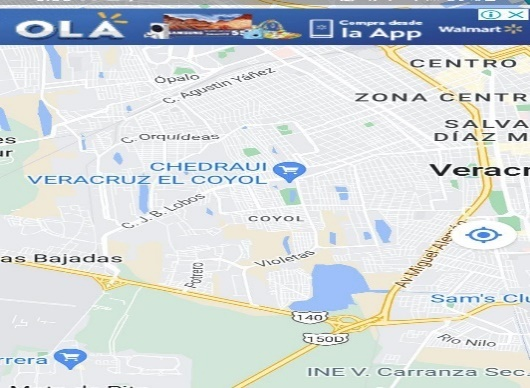 OLA
Compra desde
la App
Walmart
CENTRO
Ópalo
C. Agustín Yáñez
ZONA CENTR
SALVA
DÍAZ M
C. Orquídeas
es
ur
CHEDRAUI
VERACRUZ EL COYOL
Veracr
C. J. B. Lobos
COYOL
Av Miguel Alemán
as Bajadas
Potrero
Violetas
Sam's Clu
140
150D
Río Nilo
rrera
INE V. Carranza Sec.